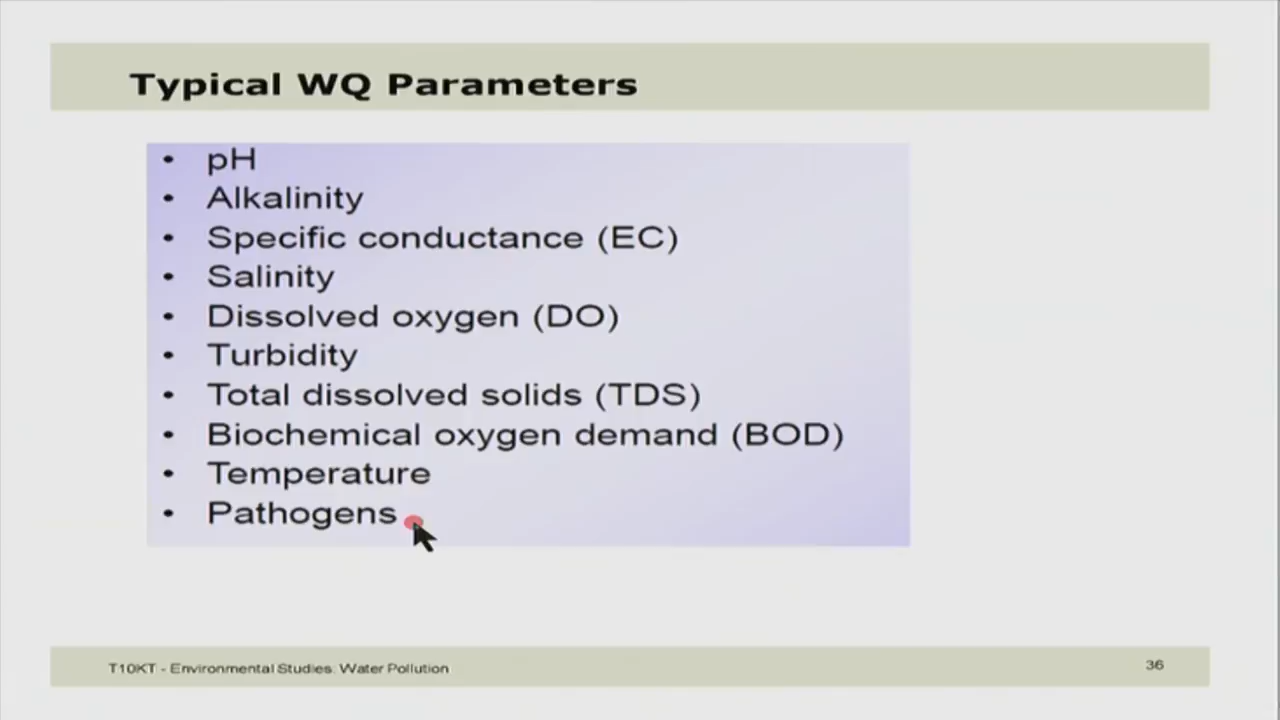 Typical WQ Parameters
• pH
• Alkalinity
• Specific conductance (EC)
• Salinity
• Dissolved oxygen (DO)
• Turbidity
• Total dissolved solids (TDS)
• Biochemical oxygen demand (BOD)
• Temperature
• Pathogens
T10KT - Environmental Studies: Water Pollution
36